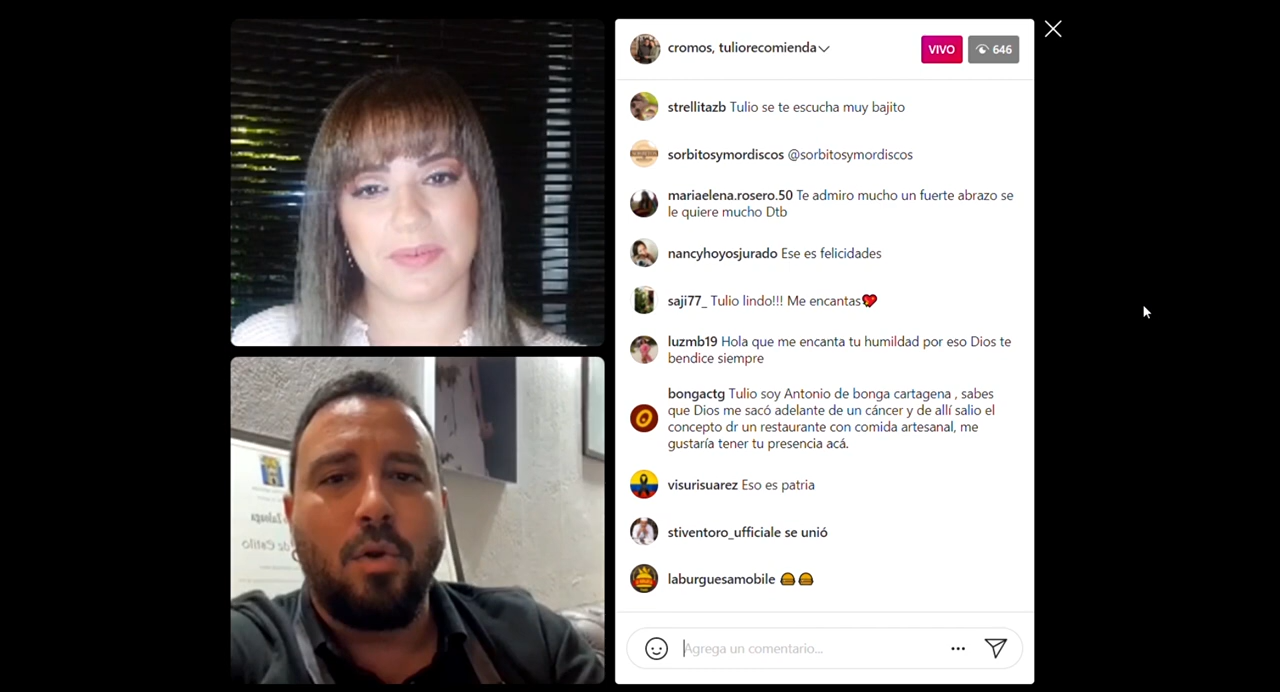 cromos, tuliorecomienda
VIVO
646
strellitazb Tulio se te escucha muy bajito
sorbitosymordiscos @sorbitosymordiscos
mariaelena.rosero.50 Te admiro mucho un fuerte abrazo se
le quiere mucho Dtb
nancyhoyosjurado Ese es felicidades
saji77_ Tulio lindo!!! Me encantas💘
luzmb19 Hola que me encanta tu humildad por eso Dios te
bendice siempre
bongactg Tulio soy Antonio de bonga cartagena , sabes
que Dios me sacó adelante de un cáncer y de allí salio el
concepto dr un restaurante con comida artesanal, me
gustaría tener tu presencia acá.
visurisuarez Eso es patria
stiventoro_ufficiale se unió
laburguesamobile 🍔🍔
Agrega un comentario...